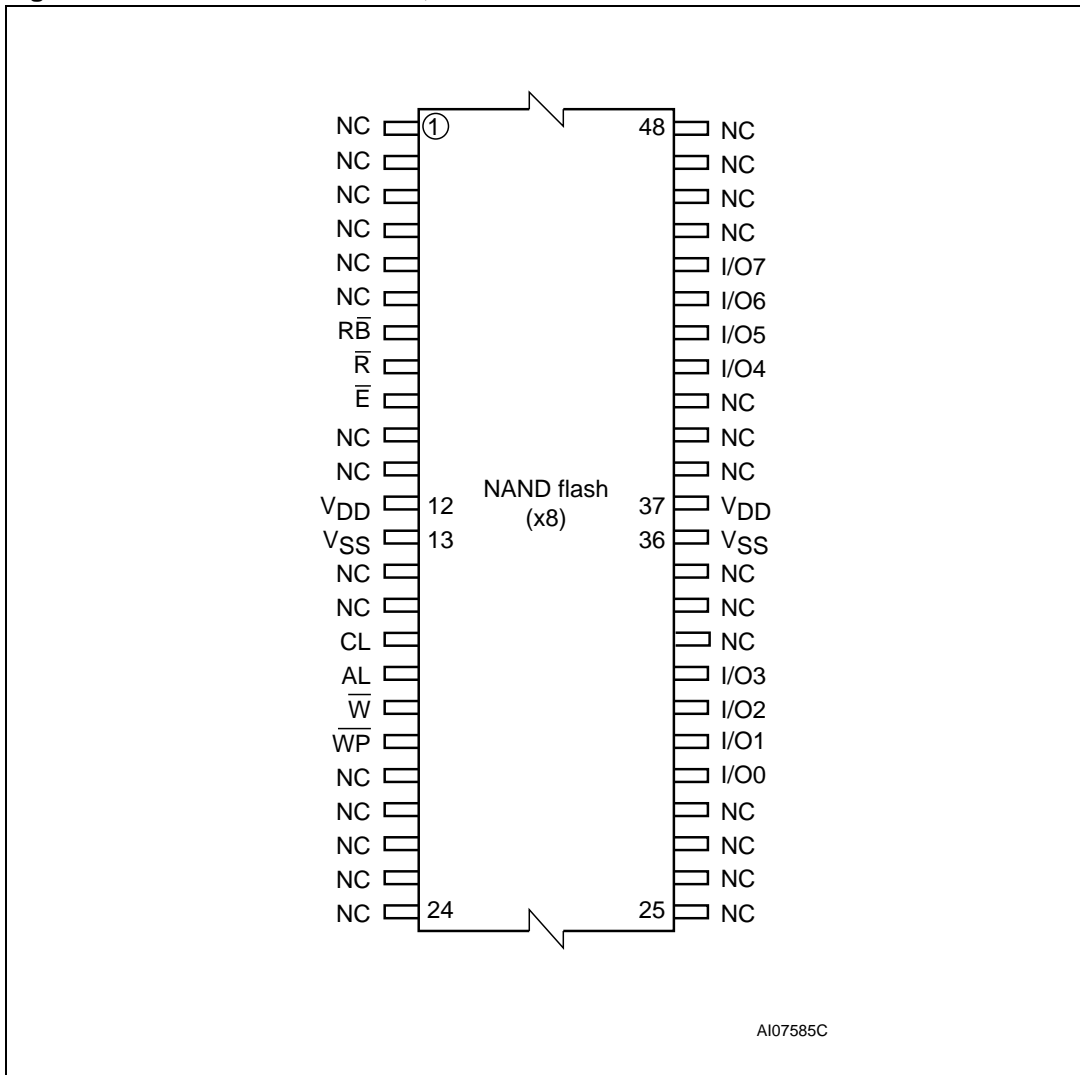 NC 1 48 NC
NC NC
NC NC
NC NC
NC I/O7
NC I/O6
RB̅ I/O5
R̅ I/O4
E̅ NC
NC NC
NC NC
NAND flash
VDD 12 37 VDD
(x8)
VSS 13 36 VSS
NC NC
NC NC
CL NC
AL I/O3
W̅ I/O2
W̅P̅ I/O1
NC I/O0
NC NC
NC NC
NC NC
NC 24 25 NC
AI07585C